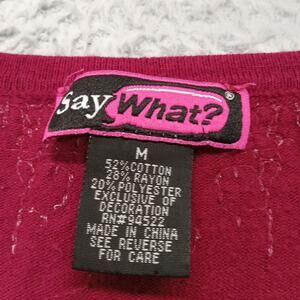 Say What?®
M
52%COTTON
28%RAYON
20%POLYESTER
EXCLUSIVE OF
DECORATION
RN#94522
MADE IN CHINA
SEE REVERSE
FOR CARE